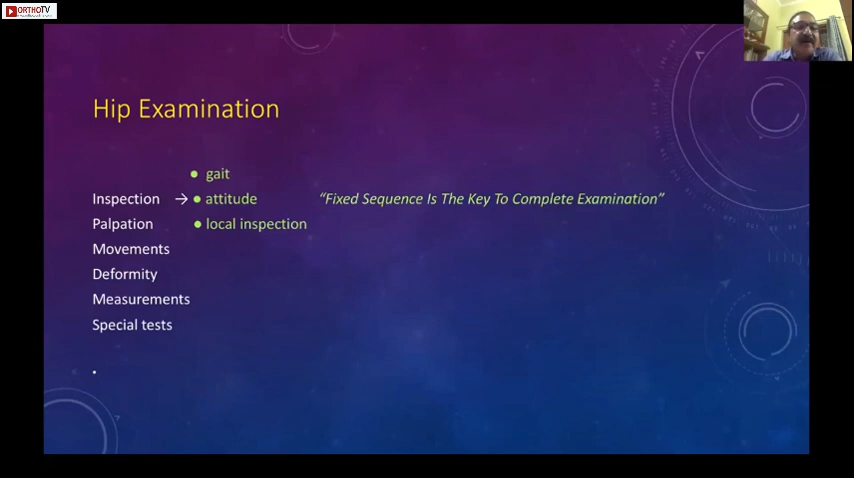 ORTHOTV
Hip Examination
• gait
Inspection → • attitude “Fixed Sequence Is The Key To Complete Examination”
Palpation • local inspection
Movements
Deformity
Measurements
Special tests
.